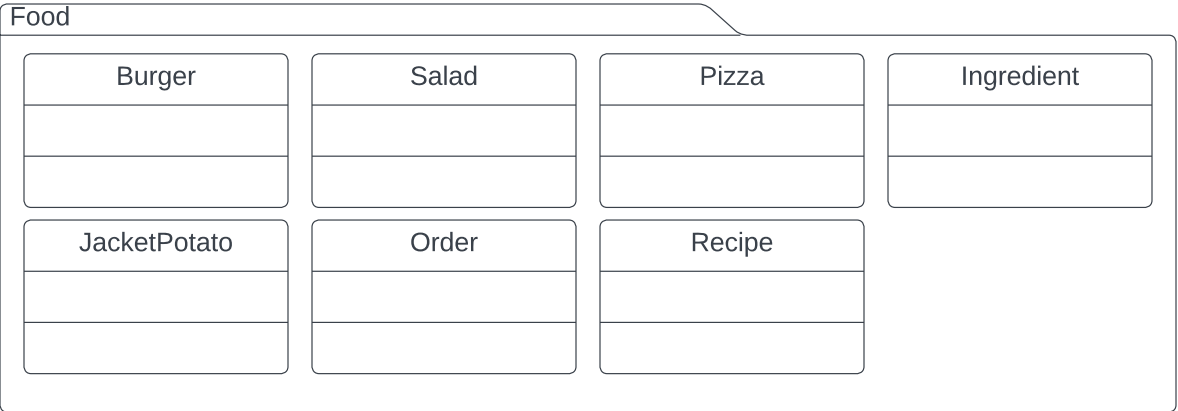 Food
Burger
Salad
Pizza
Ingredient
JacketPotato
Order
Recipe